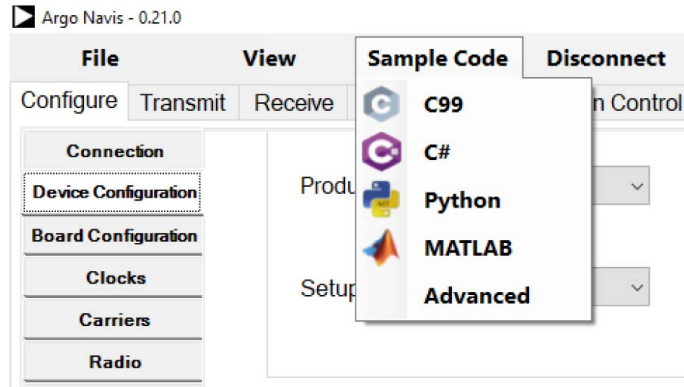 Argo Navis - 0.21.0
File View Sample Code Disconnect
Configure Transmit Receive n Control
Connection
Device Configuration
Board Configuration
Clocks
Carriers
Radio
C99
C#
Python
MATLAB
Advanced
Produ
Setup